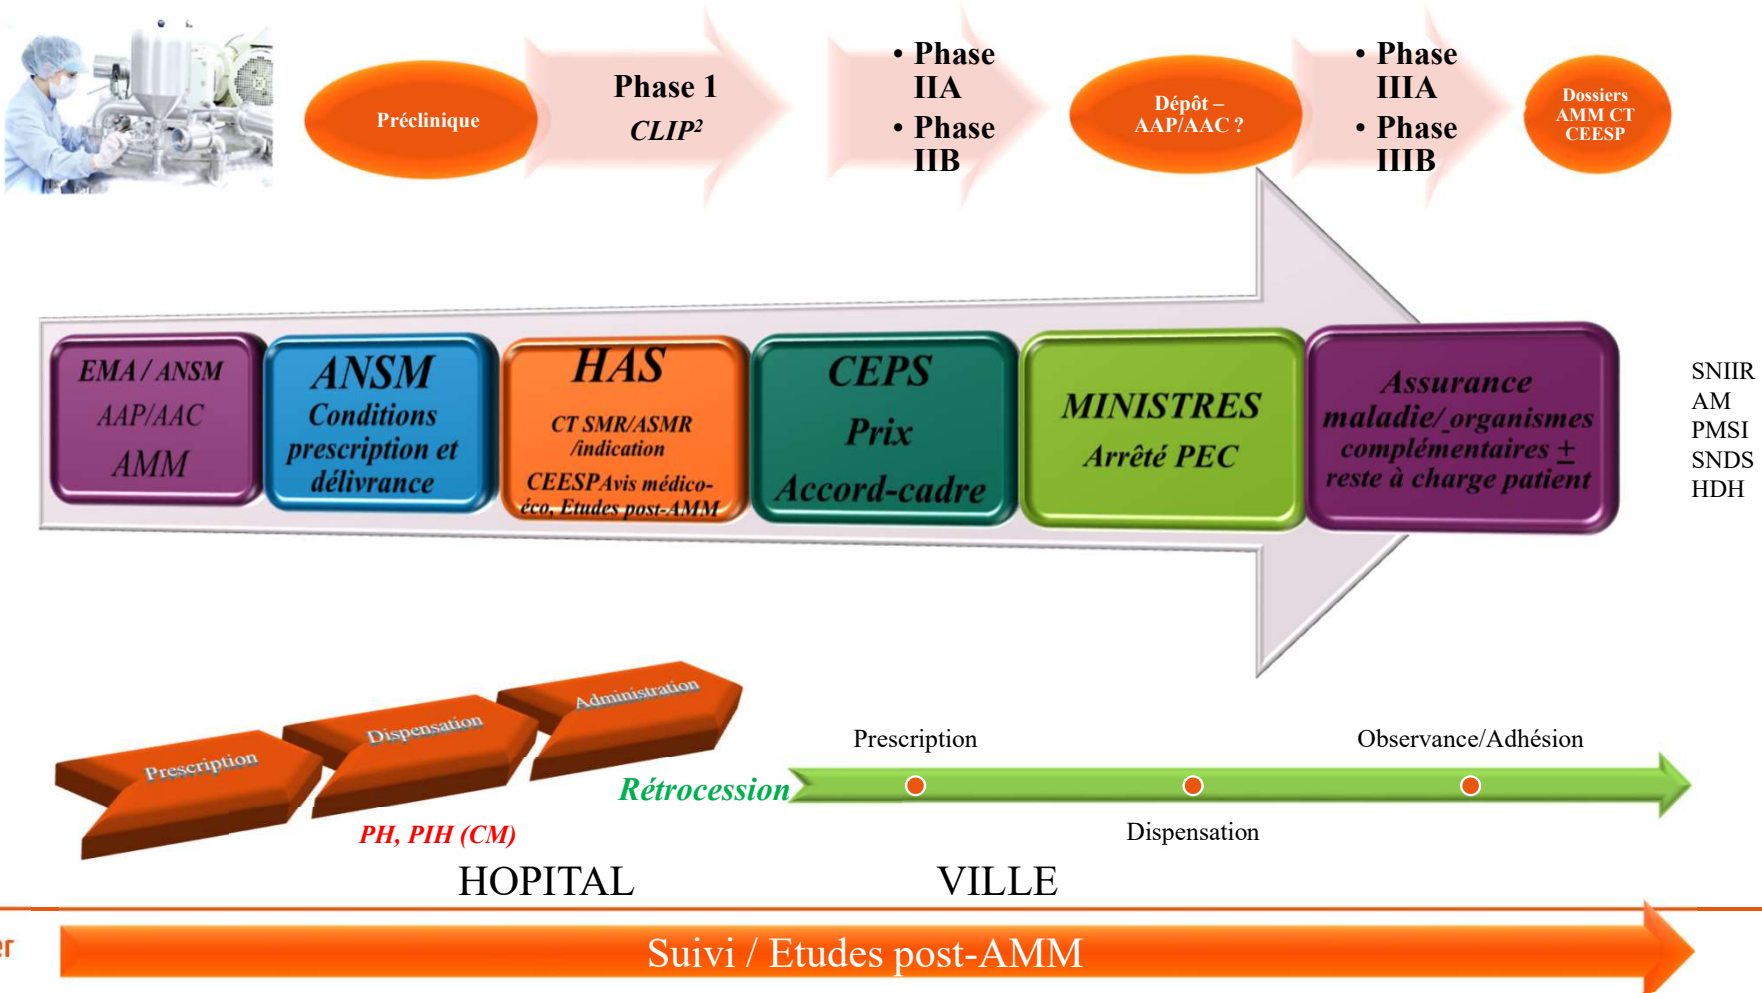 Préclinique
Phase 1
CLIP²
• Phase
IIA
• Phase
IIB
Dépôt –
AAP/AAC ?
• Phase
IIIA
• Phase
IIIB
Dossiers
AMM CT
CEESP
EMA / ANSM
AAP/AAC
AMM
ANSM
Conditions
prescription et
délivrance
HAS
CT SMR/ASMR
/indication
CEESP Avis médico-
éco, Etudes post-AMM
CEPS
Prix
Accord-cadre
MINISTRES
Arrêté PEC
Assurance
maladie/ organismes
complémentaires ±
reste à charge patient
SNIIR
AM
PMSI
SNDS
HDH
Prescription
Dispensation
Administration
Rétrocession
PH, PIH (CM)
Prescription
Observance/Adhésion
Dispensation
HOPITAL
VILLE
er
Suivi / Etudes post-AMM